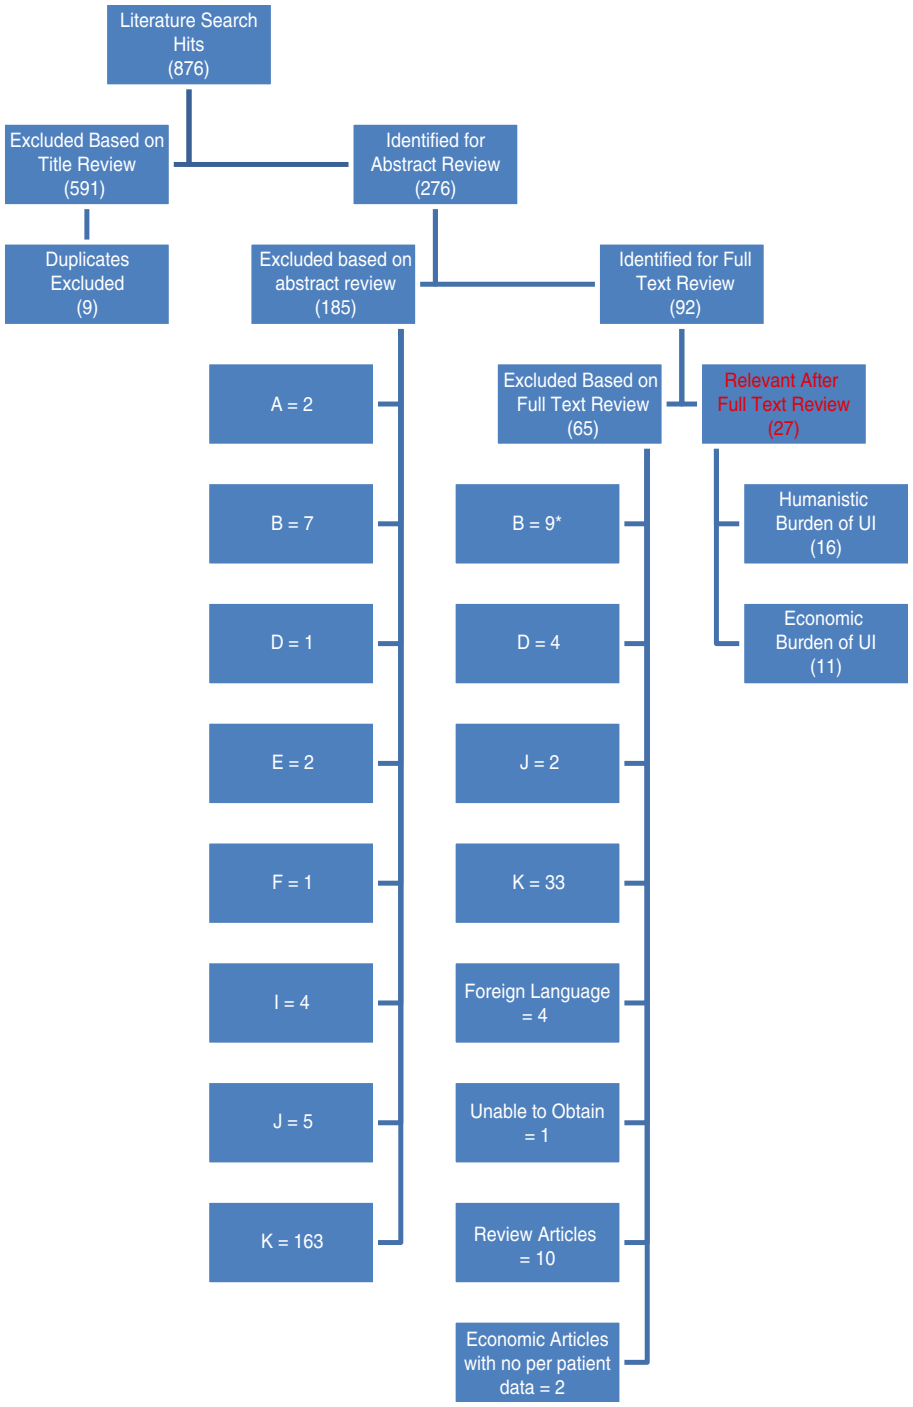 Literature Search
Hits
(876)
Excluded Based on
Title Review
(591)
Identified for
Abstract Review
(276)
Duplicates
Excluded
(9)
Excluded based on
abstract review
(185)
Identified for Full
Text Review
(92)
A = 2
B = 7
D = 1
E = 2
F = 1
I = 4
J = 5
K = 163
Excluded Based on
Full Text Review
(65)
Relevant After
Full Text Review
(27)
B = 9*
D = 4
J = 2
K = 33
Foreign Language
= 4
Unable to Obtain
= 1
Review Articles
= 10
Economic Articles
with no per patient
data = 2
Humanistic
Burden of UI
(16)
Economic
Burden of UI
(11)